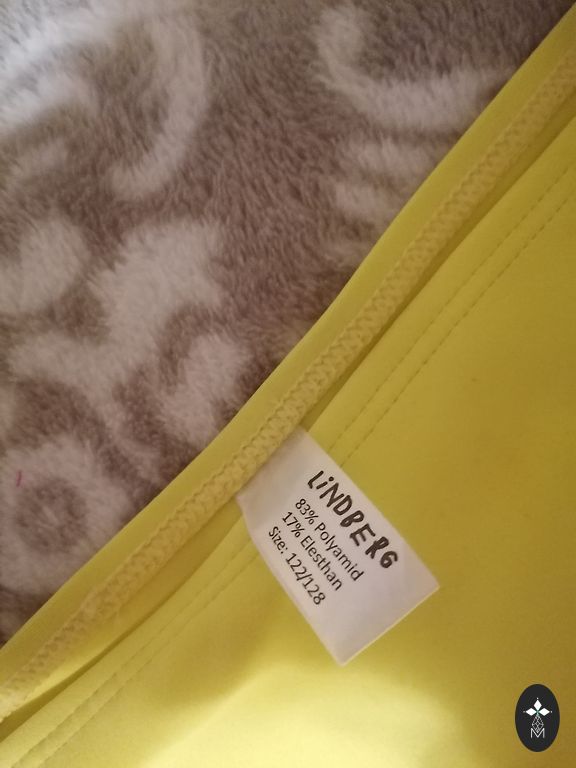 LiNDBERG
83% Polyamid
17% Elesthan
Size: 122/128
M